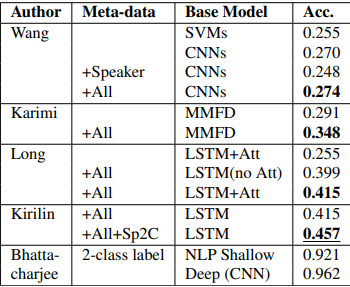 Author Meta-data Base Model Acc.
Wang SVMs 0.255
CNNs 0.270
+Speaker CNNs 0.248
+All CNNs 0.274
Karimi MMFD 0.291
+All MMFD 0.348
Long LSTM+Att 0.255
+All LSTM(no Att) 0.399
+All LSTM+Att 0.415
Kirilin +All LSTM 0.415
+All+Sp2C LSTM 0.457
Bhatta- 2-class label NLP Shallow 0.921
charjee Deep (CNN) 0.962